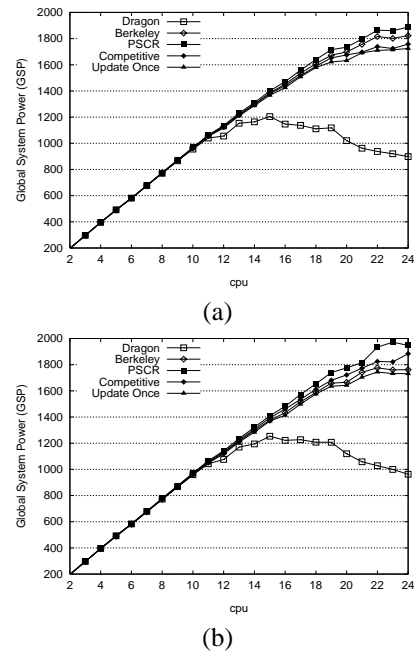 Dragon
Berkeley
PSCR
Competitive
Update Once
Global System Power (GSP)
2000
1800
1600
1400
1200
1000
800
600
400
200
2 4 6 8 10 12 14 16 18 20 22 24
cpu
(a)
Dragon
Berkeley
PSCR
Competitive
Update Once
Global System Power (GSP)
2000
1800
1600
1400
1200
1000
800
600
400
200
2 4 6 8 10 12 14 16 18 20 22 24
cpu
(b)